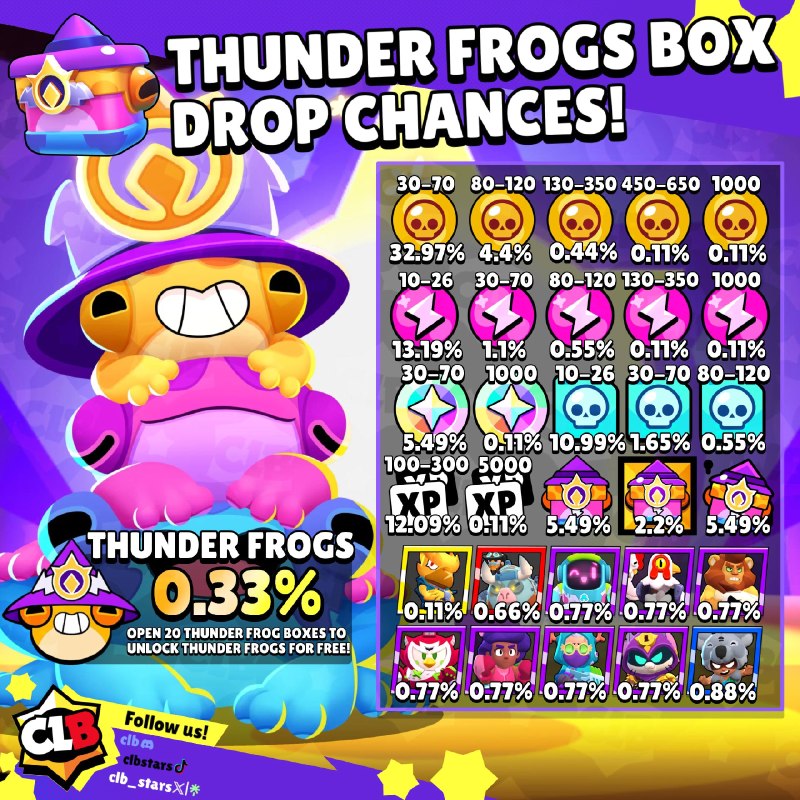 THUNDER FROGS BOX
DROP CHANCES!
30–70 80–120 130–350 450–650 1000
32.97% 4.4% 0.44% 0.11% 0.11%
10–26 30–70 80–120 130–350 1000
13.19% 1.1% 0.55% 0.11% 0.11%
30–70 1000 10–26 30–70 80–120
5.49% 0.11% 10.99% 1.65% 0.55%
100–300 5000
XP XP
12.09% 0.11% 5.49% 2.2% 5.49%
0.11% 0.66% 0.77% 0.77% 0.77%
0.77% 0.77% 0.77% 0.77% 0.88%
THUNDER FROGS
0.33%
OPEN 20 THUNDER FROG BOXES TO
UNLOCK THUNDER FROGS FOR FREE!
CLB
Follow us!
clb
clbstars
clb_stars